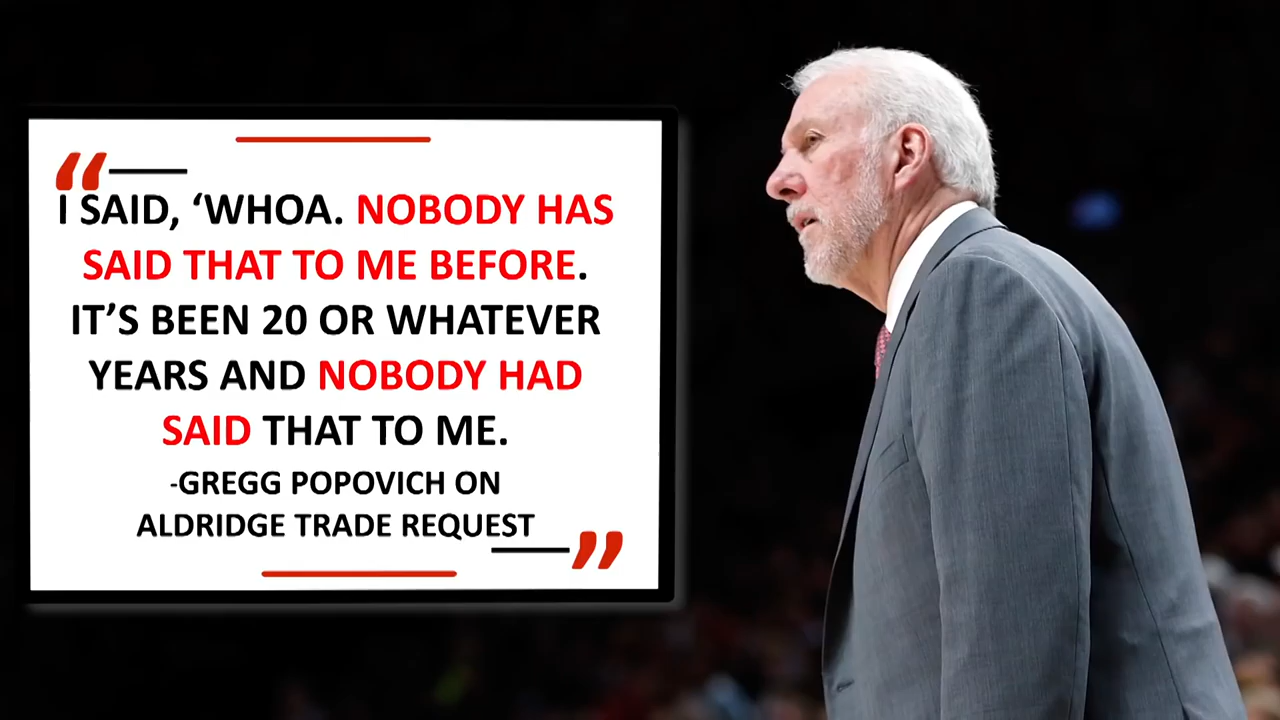 “
I SAID, ‘WHOA. NOBODY HAS
SAID THAT TO ME BEFORE.
IT’S BEEN 20 OR WHATEVER
YEARS AND NOBODY HAD
SAID THAT TO ME.
-GREGG POPOVICH ON
ALDRIDGE TRADE REQUEST
”